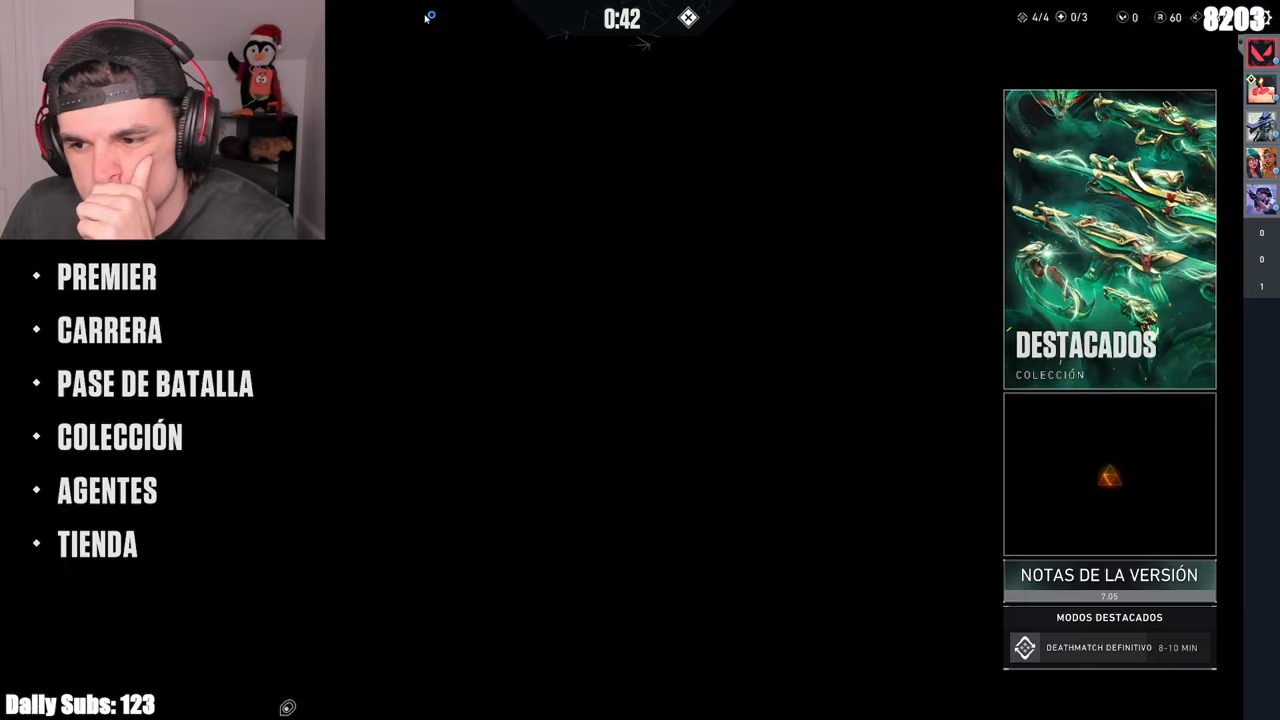 0:42
4/4
0/3
0
60
8203
PREMIER
CARRERA
PASE DE BATALLA
COLECCIÓN
AGENTES
TIENDA
DESTACADOS
COLECCIÓN
NOTAS DE LA VERSIÓN
7.05
MODOS DESTACADOS
DEATHMATCH DEFINITIVO 8-10 MIN
0
0
1
Daily Subs: 123